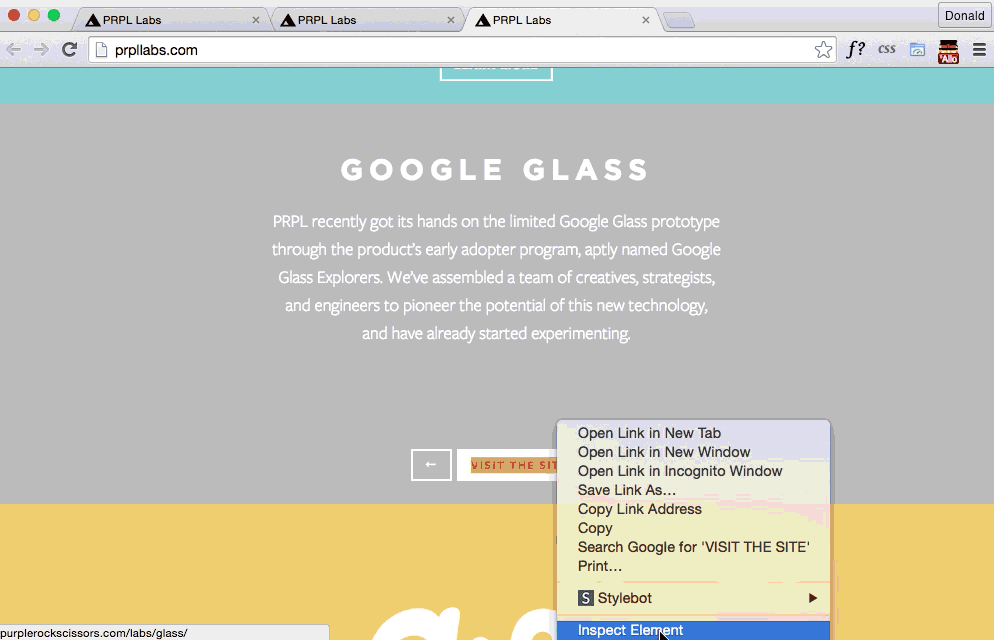 PRPL Labs
PRPL Labs
PRPL Labs
Donald
prpllabs.com
f?
css
'Allo
GOOGLE GLASS
PRPL recently got its hands on the limited Google Glass prototype
through the product's early adopter program, aptly named Google
Glass Explorers. We've assembled a team of creatives, strategists,
and engineers to pioneer the potential of this new technology,
and have already started experimenting.
← VISIT THE SIT
Open Link in New Tab
Open Link in New Window
Open Link in Incognito Window
Save Link As...
Copy Link Address
Copy
Search Google for 'VISIT THE SITE'
Print...
S Stylebot
Inspect Element
purplerockscissors.com/labs/glass/